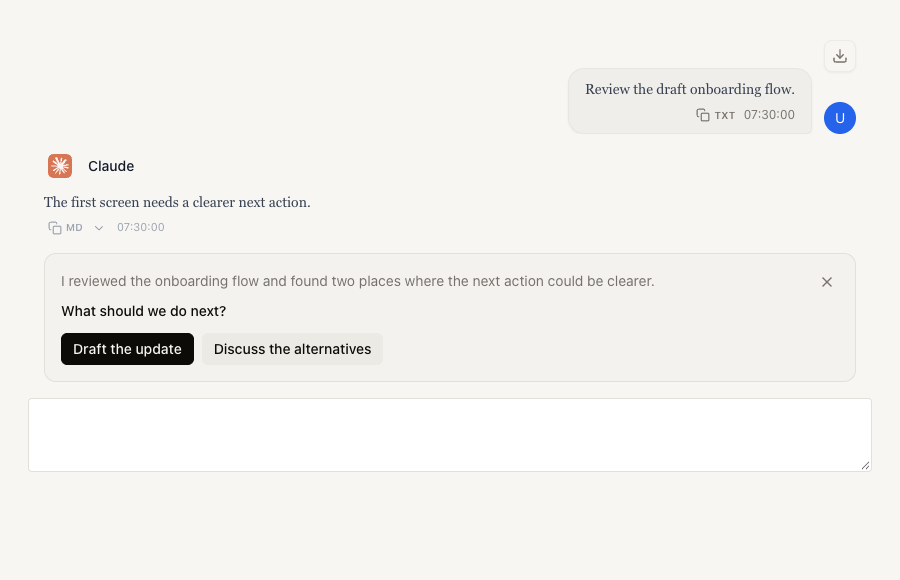 Review the draft onboarding flow.
TXT 07:30:00
U
Claude
The first screen needs a clearer next action.
MD 07:30:00
I reviewed the onboarding flow and found two places where the next action could be clearer.
What should we do next?
Draft the update
Discuss the alternatives